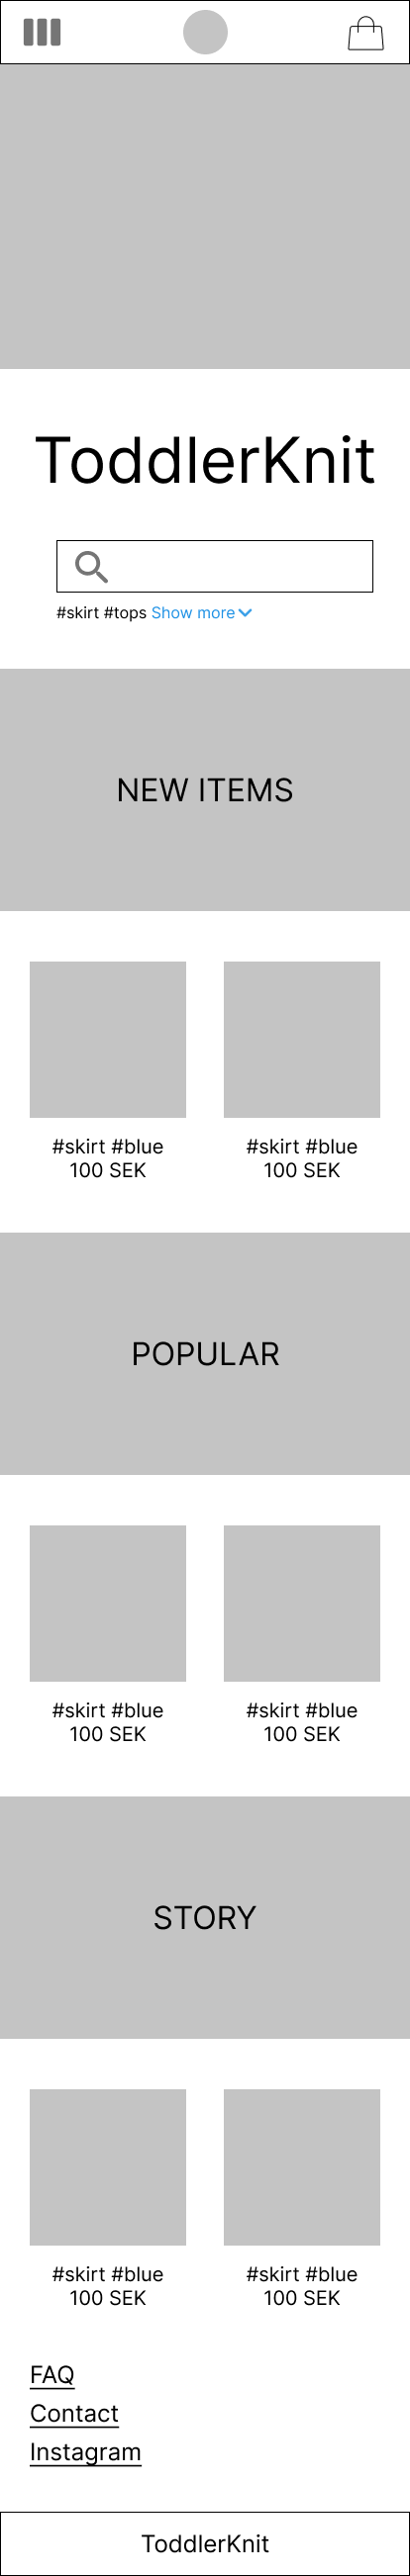 ToddlerKnit
#skirt #tops Show more
NEW ITEMS
#skirt #blue
100 SEK
#skirt #blue
100 SEK
POPULAR
#skirt #blue
100 SEK
#skirt #blue
100 SEK
STORY
#skirt #blue
100 SEK
#skirt #blue
100 SEK
FAQ
Contact
Instagram
ToddlerKnit